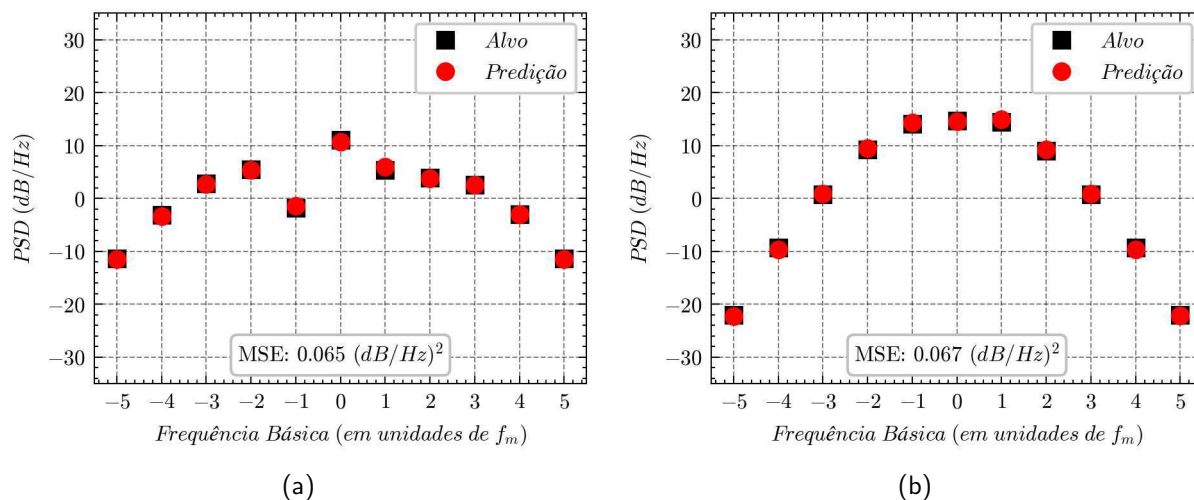 30
20
10
0
−10
−20
−30
PSD (dB/Hz)
Alvo
Predição
MSE: 0.065 (dB/Hz)²
−5 −4 −3 −2 −1 0 1 2 3 4 5
Frequência Básica (em unidades de fₘ)
(a)
30
20
10
0
−10
−20
−30
PSD (dB/Hz)
Alvo
Predição
MSE: 0.067 (dB/Hz)²
−5 −4 −3 −2 −1 0 1 2 3 4 5
Frequência Básica (em unidades de fₘ)
(b)